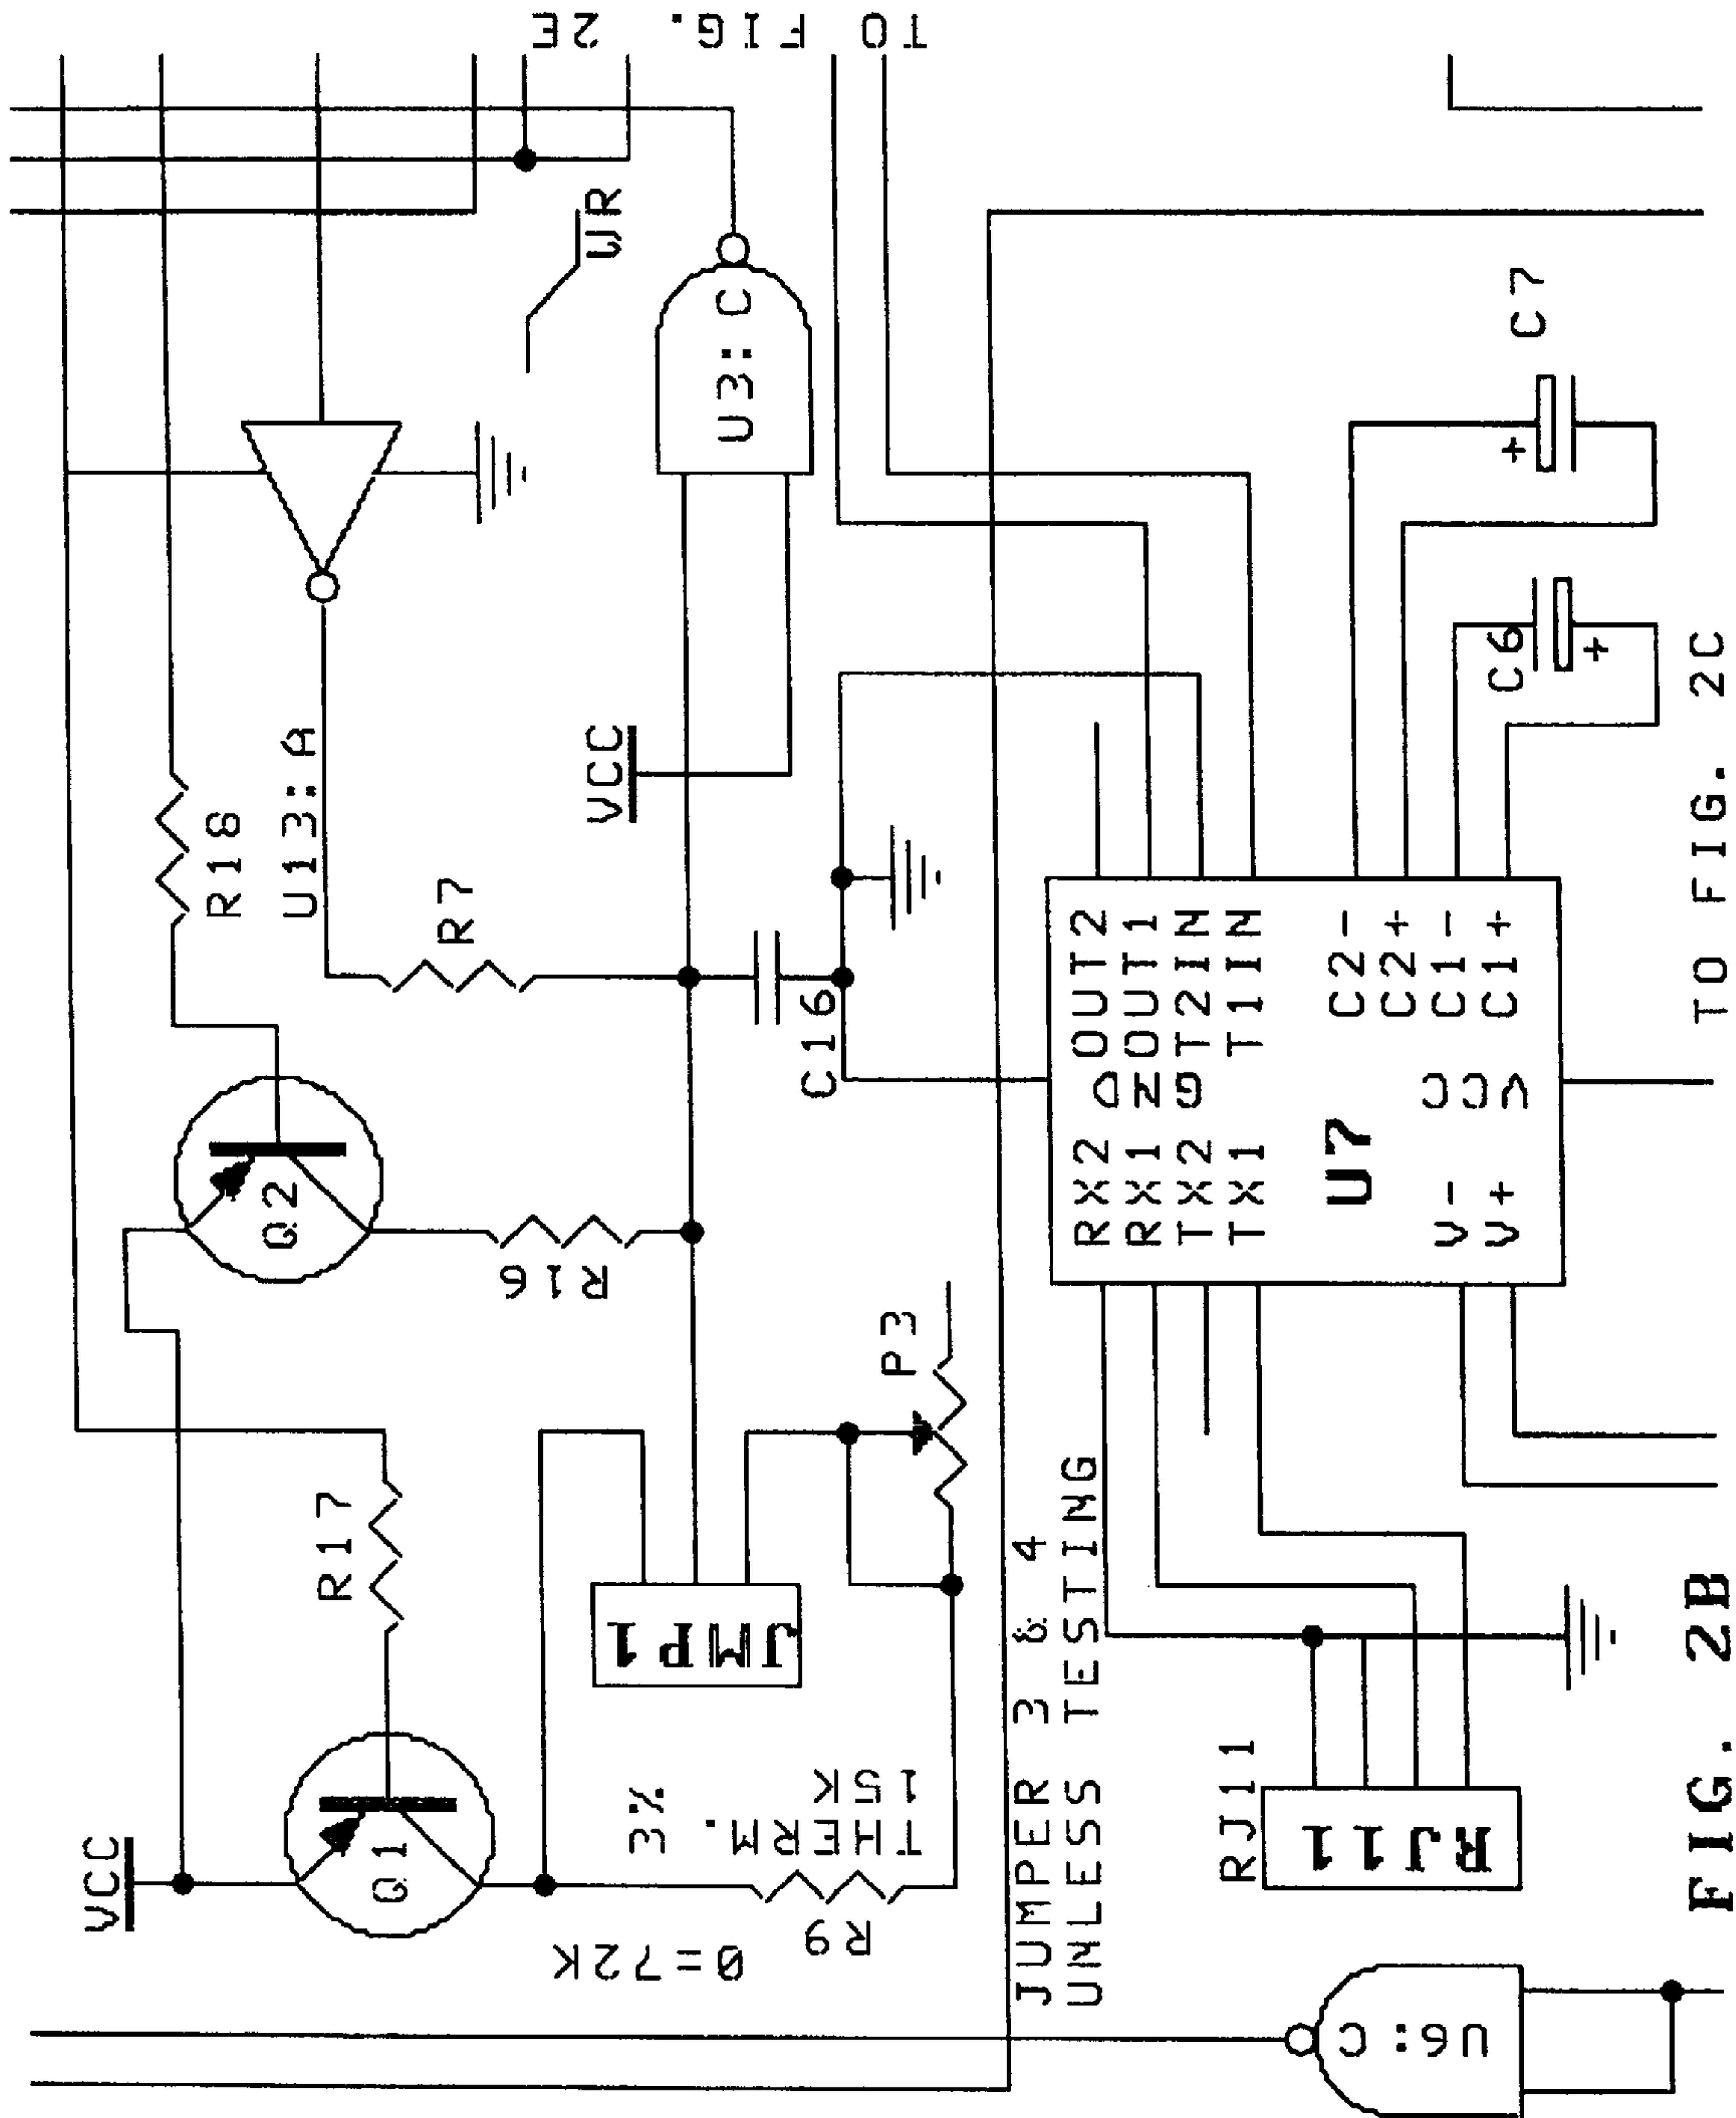 TO FIG. 2E
WR
U3:C
C7
VCC
U13:A
R18
R7
C16
C6
Q2
R16
P3
R17
JMP1
VCC
Q1
3%
THERM.
15K
R9
0=72K
JUMPER 3 & 4
UNLESS TESTING
RX2 OUT2
RX1 OUT1
TX2 T2IN
TX1 T1IN
GND
U7
C2-
C2+
V- C1-
V+ C1+
VCC
RJ11
RJ11
U6:C
TO FIG. 2C
FIG. 2B